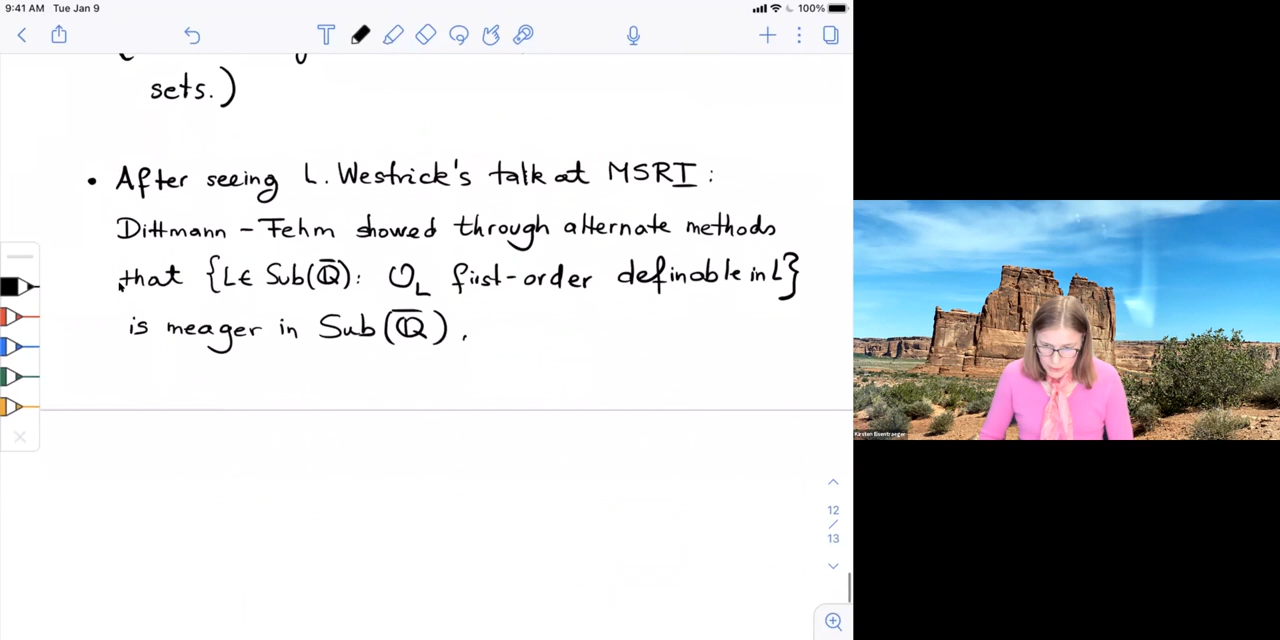 9:41 AM Tue Jan 9
100%
sets.)
• After seeing L. Westrick's talk at MSRI :
Dittmann – Fehm showed through alternate methods
that {L ∈ Sub(Q̅): O_L first-order definable in L}
is meager in Sub(Q̅).
12
/
13
Kirsten Eisentraeger